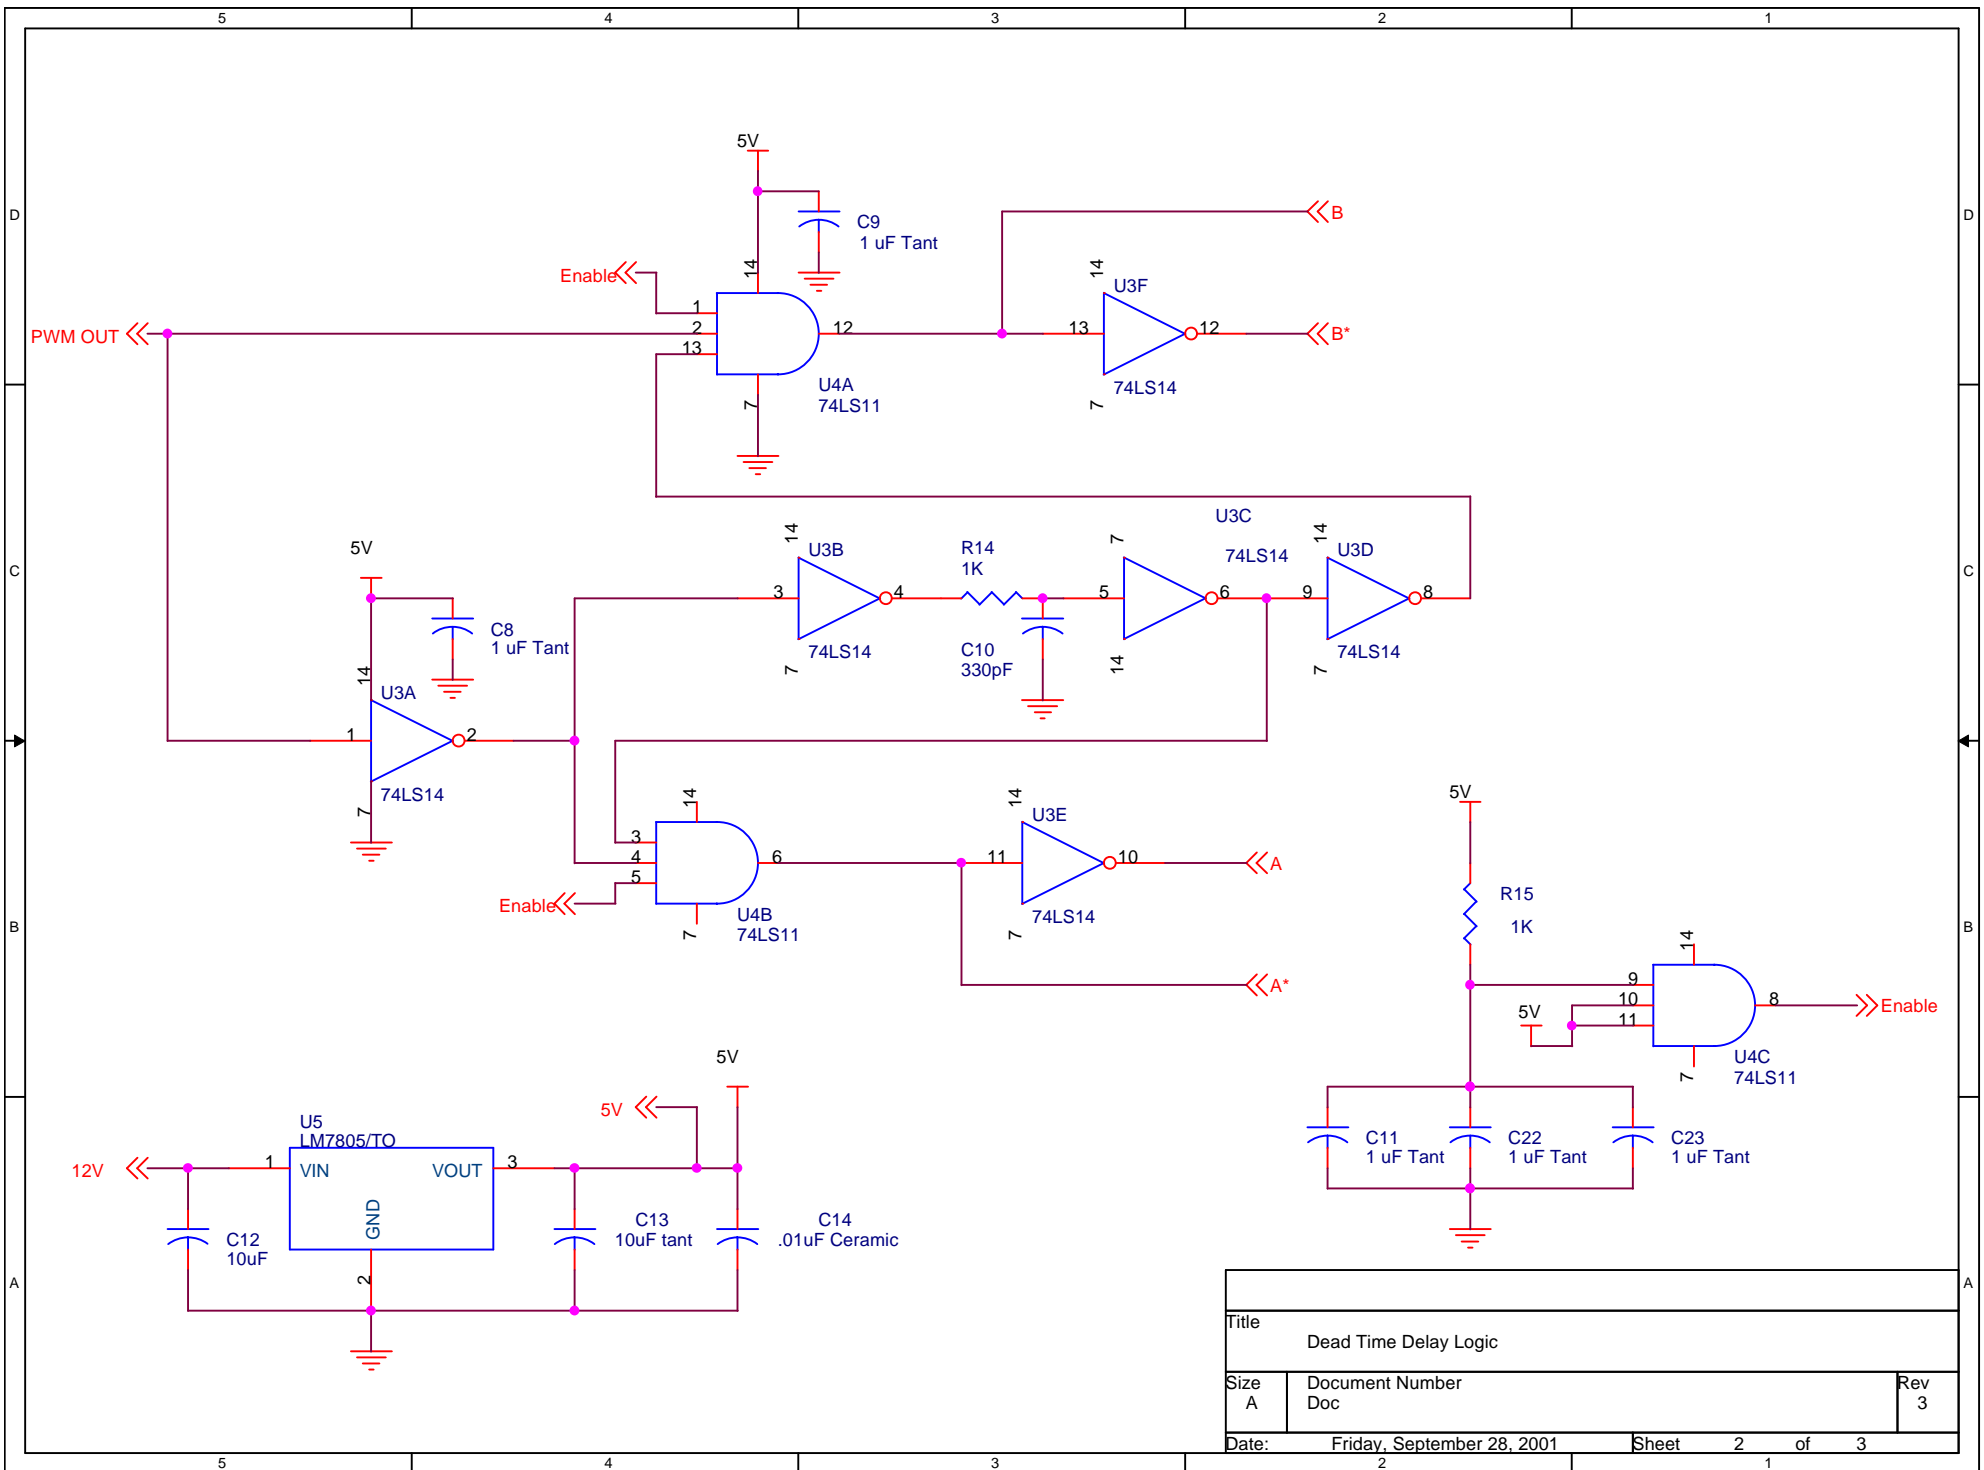 5 4 3 2 1
D D
5V
C9
1 uF Tant
Enable
14
1
2
13
12
7
U4A
74LS11
PWM OUT
B
14
U3F
13
12
B*
74LS14
7
C C
5V
C8
1 uF Tant
14
U3A
1
2
74LS14
7
14
U3B
3
4
74LS14
7
R14
1K
C10
330pF
7
U3C
74LS14
5
6
14
14
U3D
9
8
74LS14
7
B B
14
3
4
5
6
Enable
U4B
74LS11
7
14
U3E
11
10
A
74LS14
7
A*
5V
R15
1K
14
9
10
11
8
Enable
5V
U4C
74LS11
7
C11
1 uF Tant
C22
1 uF Tant
C23
1 uF Tant
A A
5V
5V
U5
LM7805/TO
12V
1
VIN
VOUT
3
GND
2
C12
10uF
C13
10uF tant
C14
.01uF Ceramic
Title
Dead Time Delay Logic
Size
A
Document Number
Doc
Rev
3
Date: Friday, September 28, 2001 Sheet 2 of 3
5 4 3 2 1